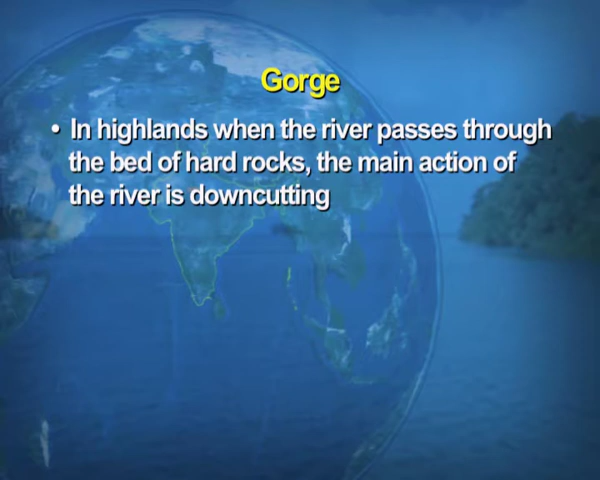 Gorge
• In highlands when the river passes through
the bed of hard rocks, the main action of
the river is downcutting